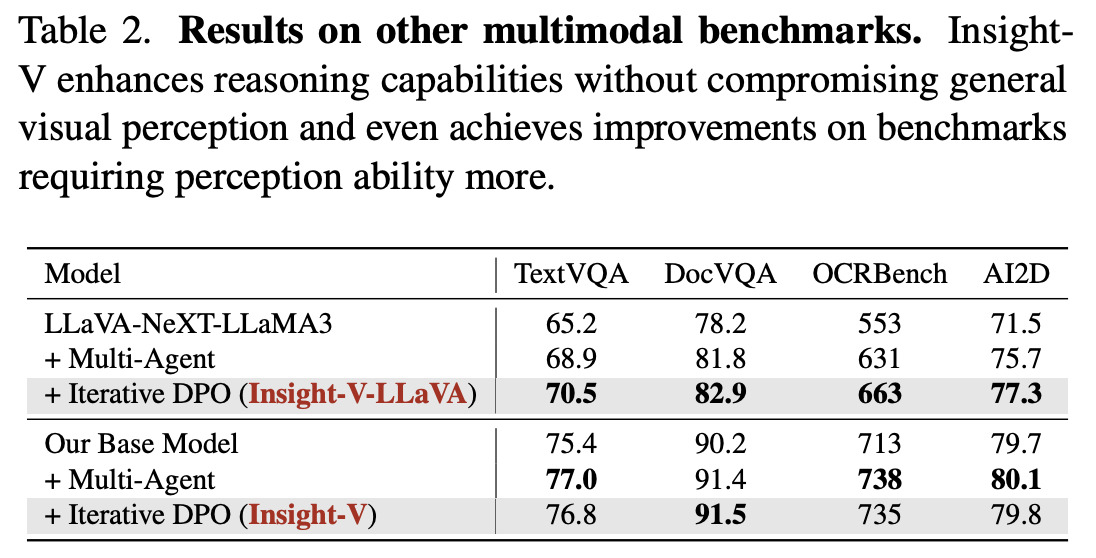 Table 2. Results on other multimodal benchmarks. Insight-
V enhances reasoning capabilities without compromising general
visual perception and even achieves improvements on benchmarks
requiring perception ability more.
Model TextVQA DocVQA OCRBench AI2D
LLaVA-NeXT-LLaMA3 65.2 78.2 553 71.5
+ Multi-Agent 68.9 81.8 631 75.7
+ Iterative DPO (Insight-V-LLaVA) 70.5 82.9 663 77.3
Our Base Model 75.4 90.2 713 79.7
+ Multi-Agent 77.0 91.4 738 80.1
+ Iterative DPO (Insight-V) 76.8 91.5 735 79.8